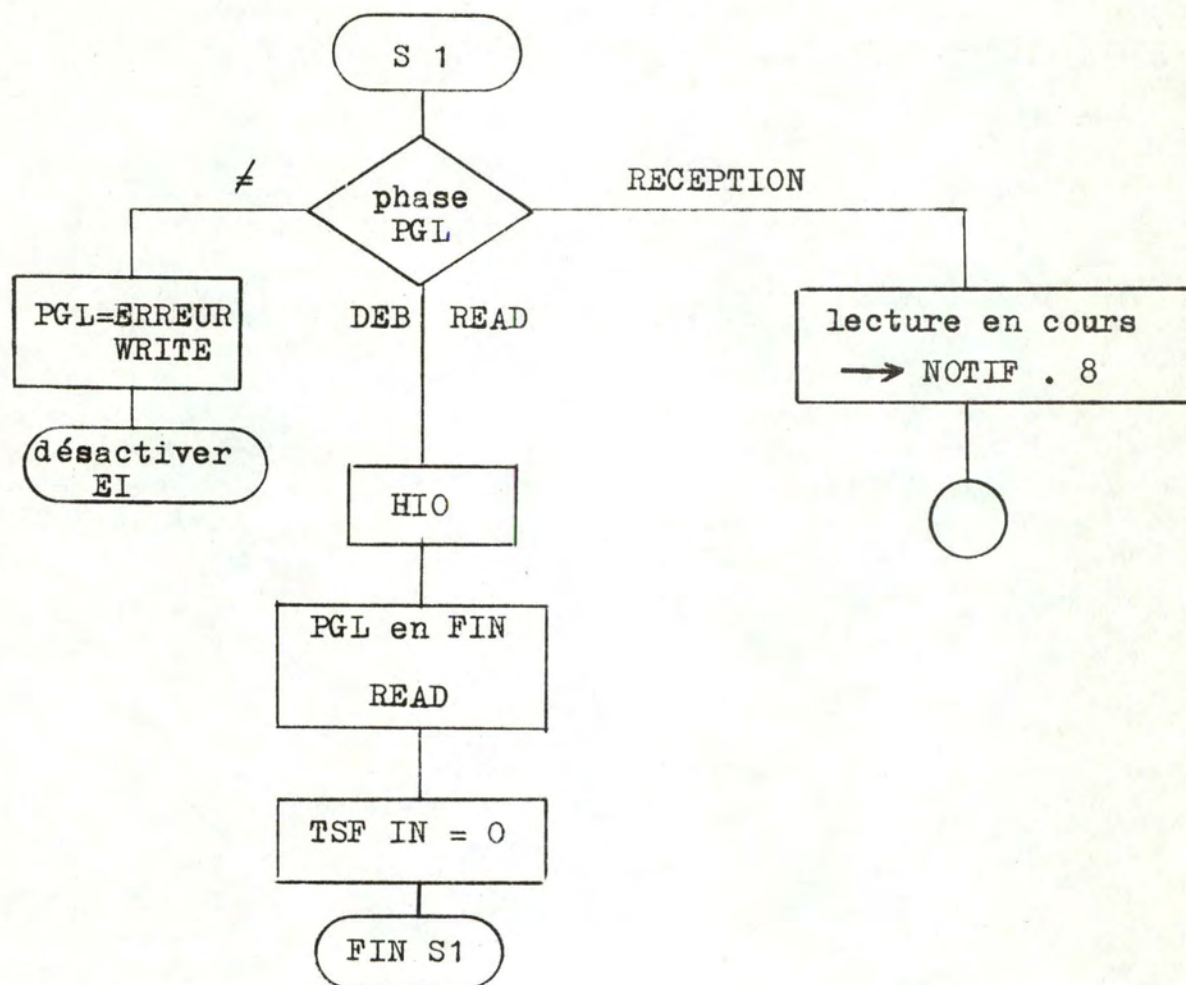 S 1
≠
phase
PGL
RECEPTION
PGL=ERREUR
WRITE
DEB READ
lecture en cours
→ NOTIF . 8
désactiver
EI
HIO
PGL en FIN
READ
TSF IN = 0
FIN S1